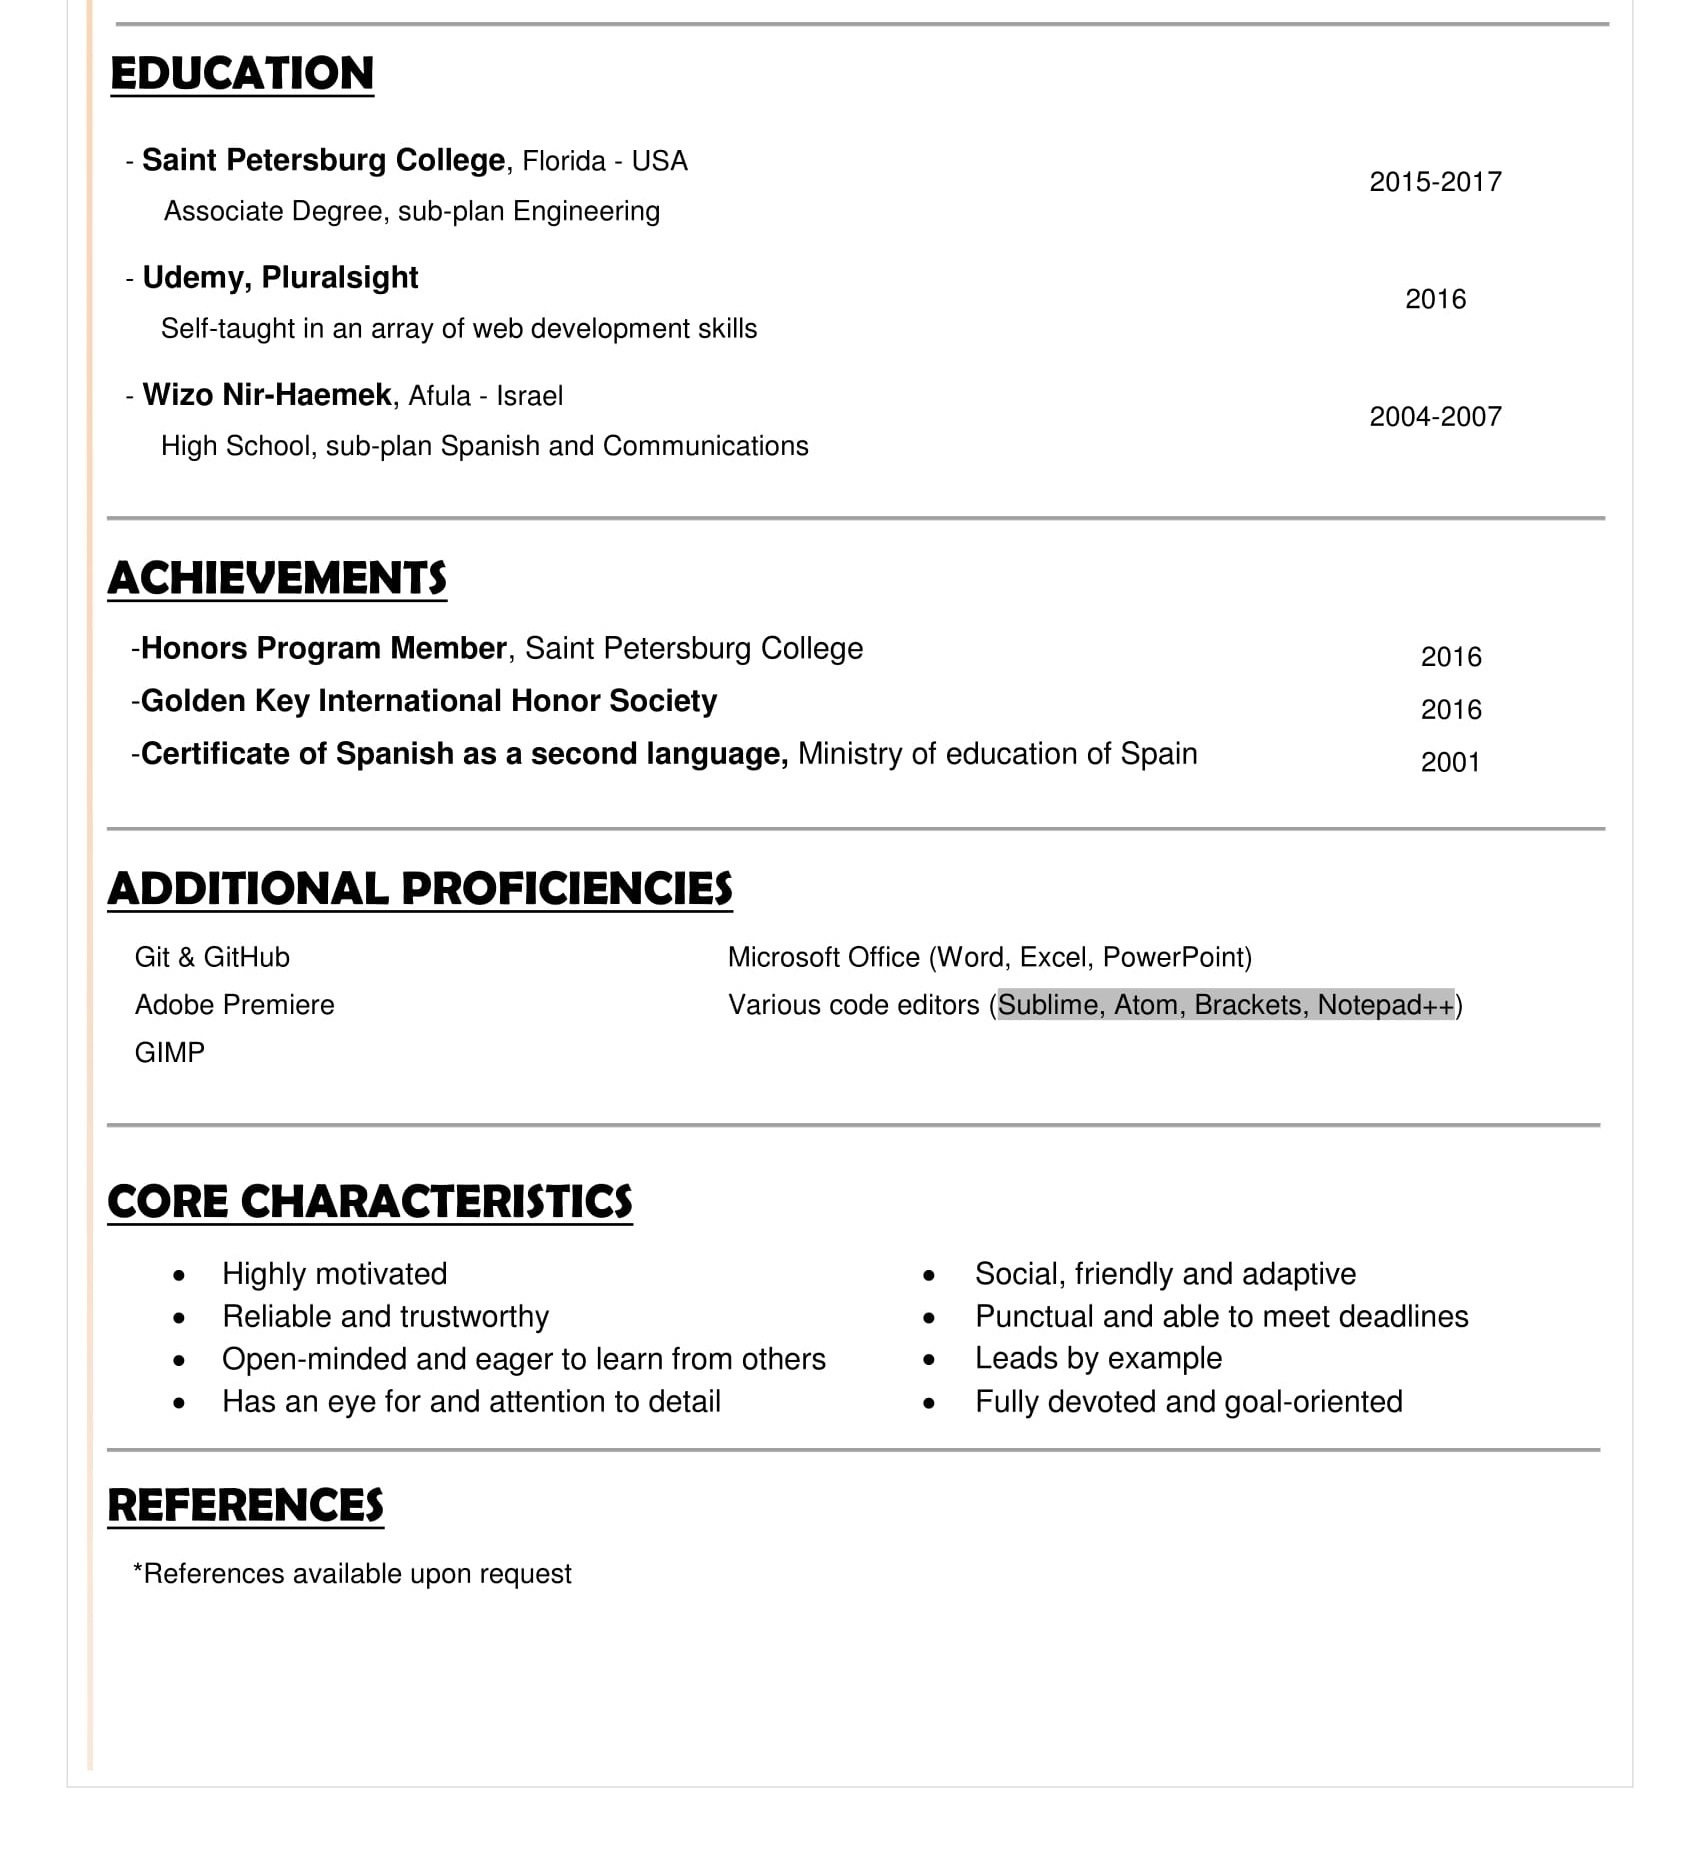 EDUCATION
- Saint Petersburg College, Florida - USA
2015-2017
Associate Degree, sub-plan Engineering
- Udemy, Pluralsight
2016
Self-taught in an array of web development skills
- Wizo Nir-Haemek, Afula - Israel
2004-2007
High School, sub-plan Spanish and Communications
ACHIEVEMENTS
-Honors Program Member, Saint Petersburg College 2016
-Golden Key International Honor Society 2016
-Certificate of Spanish as a second language, Ministry of education of Spain 2001
ADDITIONAL PROFICIENCIES
Git & GitHub
Adobe Premiere
GIMP
Microsoft Office (Word, Excel, PowerPoint)
Various code editors (Sublime, Atom, Brackets, Notepad++)
CORE CHARACTERISTICS
• Highly motivated
• Reliable and trustworthy
• Open-minded and eager to learn from others
• Has an eye for and attention to detail
• Social, friendly and adaptive
• Punctual and able to meet deadlines
• Leads by example
• Fully devoted and goal-oriented
REFERENCES
*References available upon request